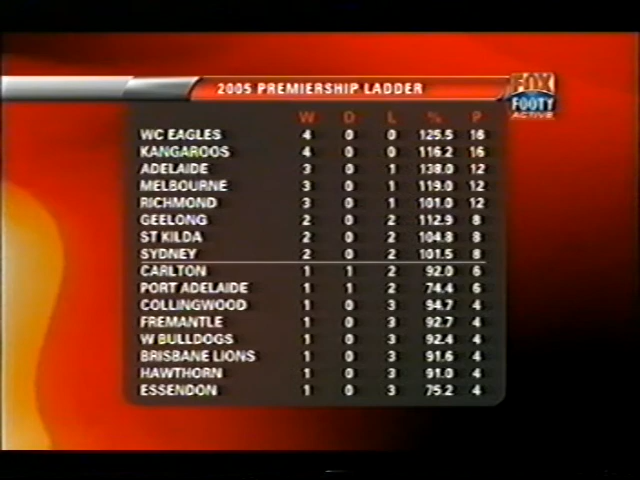 2005 PREMIERSHIP LADDER
FOX
FOOTY
ACTIVE
W D L % P
WC EAGLES 4 0 0 125.5 16
KANGAROOS 4 0 0 116.2 16
ADELAIDE 3 0 1 138.0 12
MELBOURNE 3 0 1 119.0 12
RICHMOND 3 0 1 101.0 12
GEELONG 2 0 2 112.9 8
ST KILDA 2 0 2 104.8 8
SYDNEY 2 0 2 101.5 8
CARLTON 1 1 2 92.0 6
PORT ADELAIDE 1 1 2 74.4 6
COLLINGWOOD 1 0 3 94.7 4
FREMANTLE 1 0 3 92.7 4
W BULLDOGS 1 0 3 92.4 4
BRISBANE LIONS 1 0 3 91.6 4
HAWTHORN 1 0 3 91.0 4
ESSENDON 1 0 3 75.2 4